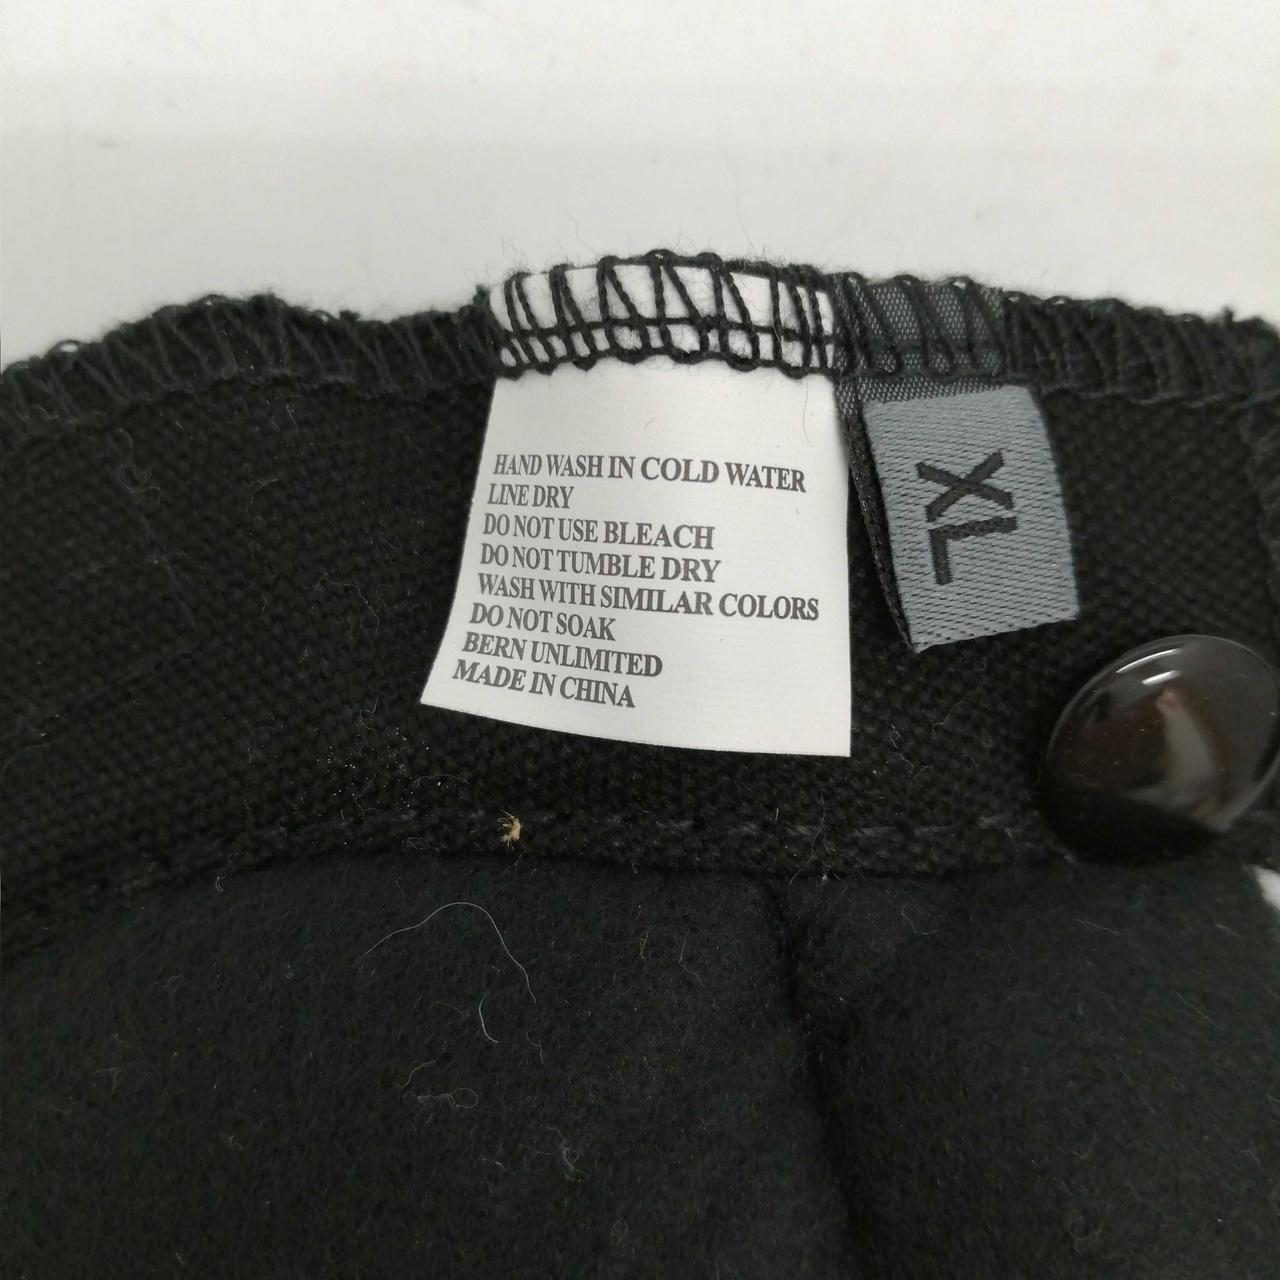 HAND WASH IN COLD WATER
LINE DRY
DO NOT USE BLEACH
DO NOT TUMBLE DRY
WASH WITH SIMILAR COLORS
DO NOT SOAK
BERN UNLIMITED
MADE IN CHINA
XL